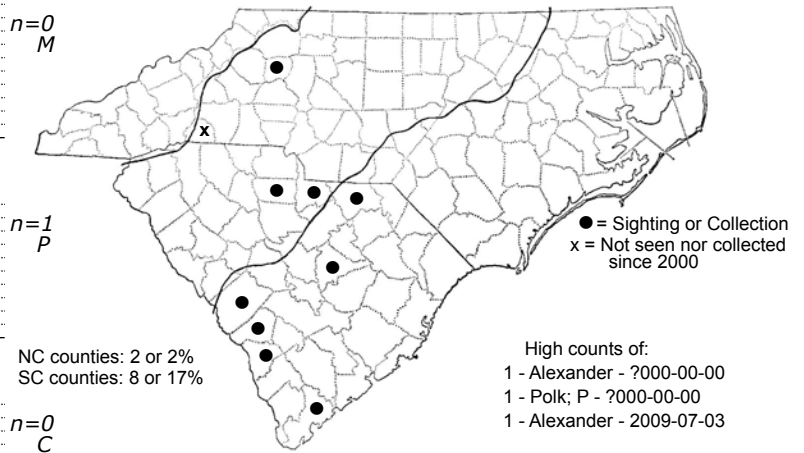 n=0
M
x
n=1
P
● = Sighting or Collection
x = Not seen nor collected
since 2000
NC counties: 2 or 2%
SC counties: 8 or 17%
High counts of:
1 - Alexander - ?000-00-00
1 - Polk; P - ?000-00-00
1 - Alexander - 2009-07-03
n=0
C